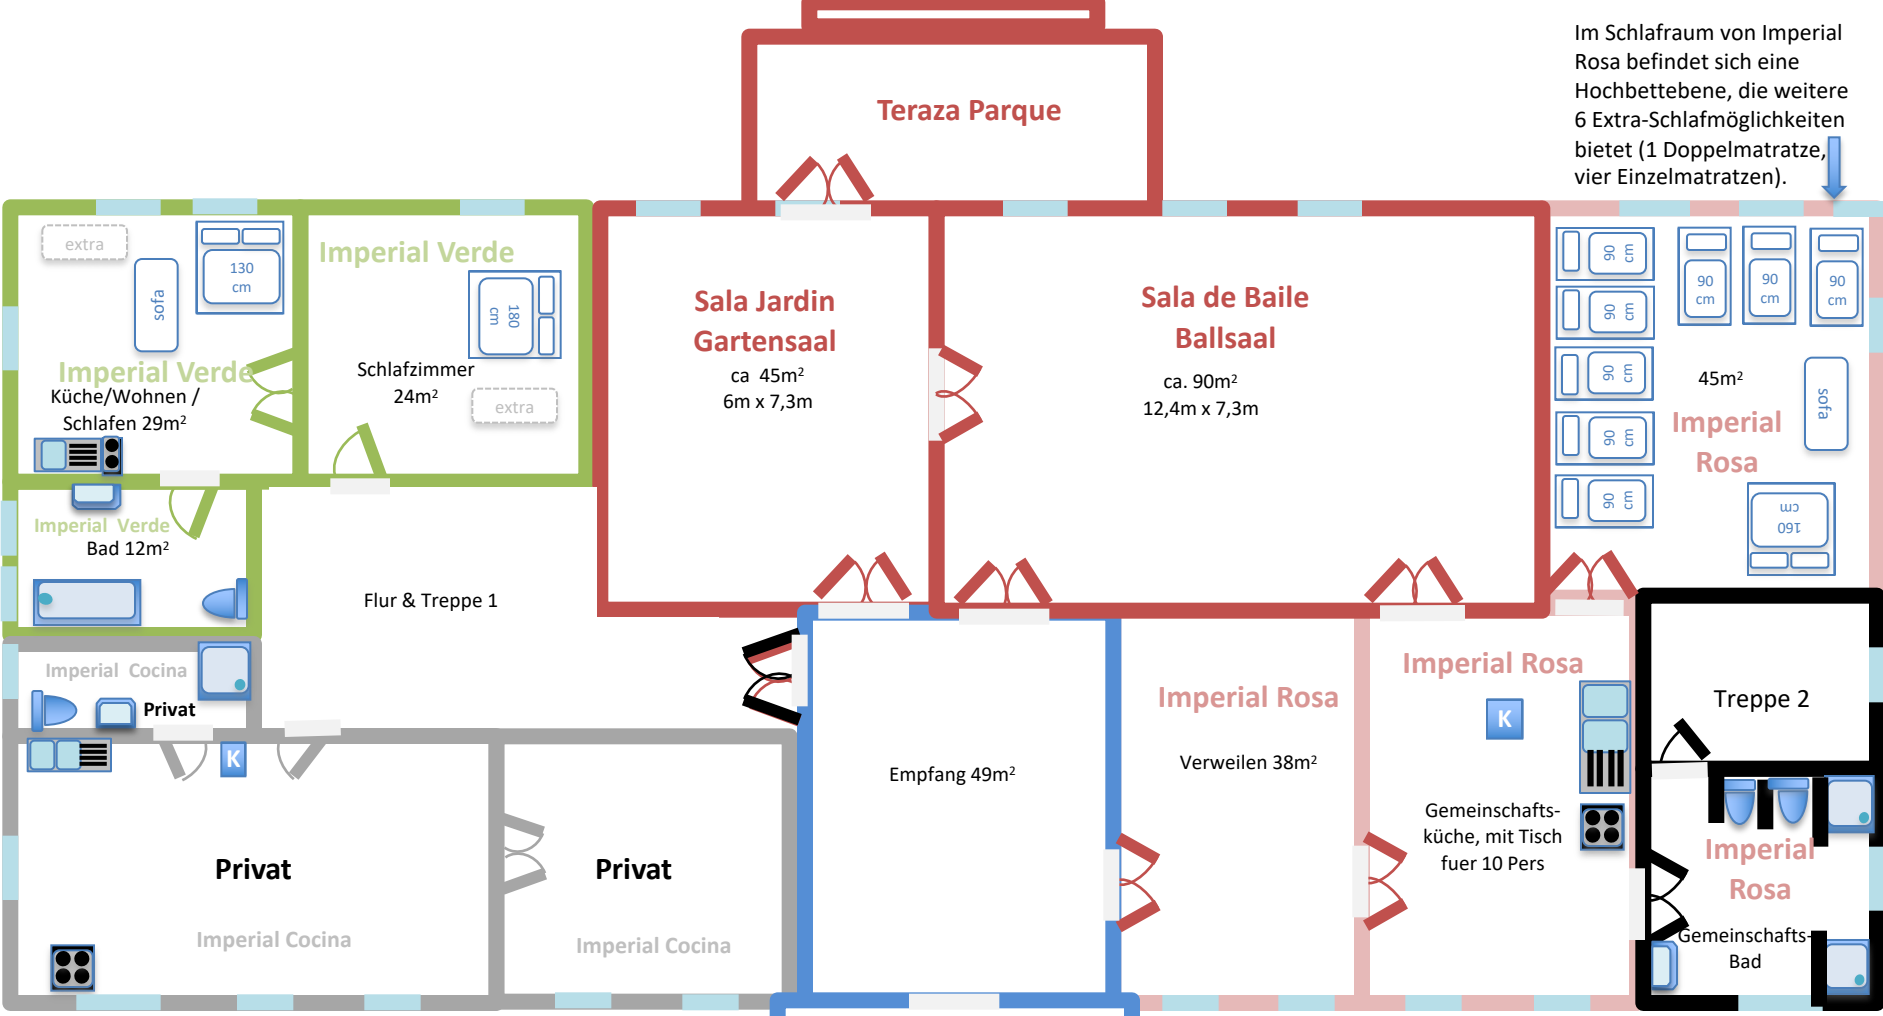 Im Schlafraum von Imperial
Rosa befindet sich eine
Hochbettebene, die weitere
6 Extra-Schlafmöglichkeiten
bietet (1 Doppelmatratze,
vier Einzelmatratzen).
Teraza Parque
extra
sofa
130
cm
Imperial Verde
Küche/Wohnen /
Schlafen 29m²
Imperial Verde
180
cm
Schlafzimmer
24m²
extra
Sala Jardin
Gartensaal
ca 45m²
6m x 7,3m
Sala de Baile
Ballsaal
ca. 90m²
12,4m x 7,3m
90
cm
90
cm
90
cm
90
cm
90
cm
90
cm
90
cm
90
cm
45m²
sofa
Imperial
Rosa
160
cm
Imperial Verde
Bad 12m²
Flur & Treppe 1
Imperial Cocina
Privat
K
Privat
Imperial Cocina
Privat
Imperial Cocina
Empfang 49m²
Imperial Rosa
Verweilen 38m²
Imperial Rosa
K
Gemeinschafts-
küche, mit Tisch
fuer 10 Pers
Treppe 2
Imperial
Rosa
Gemeinschafts-
Bad